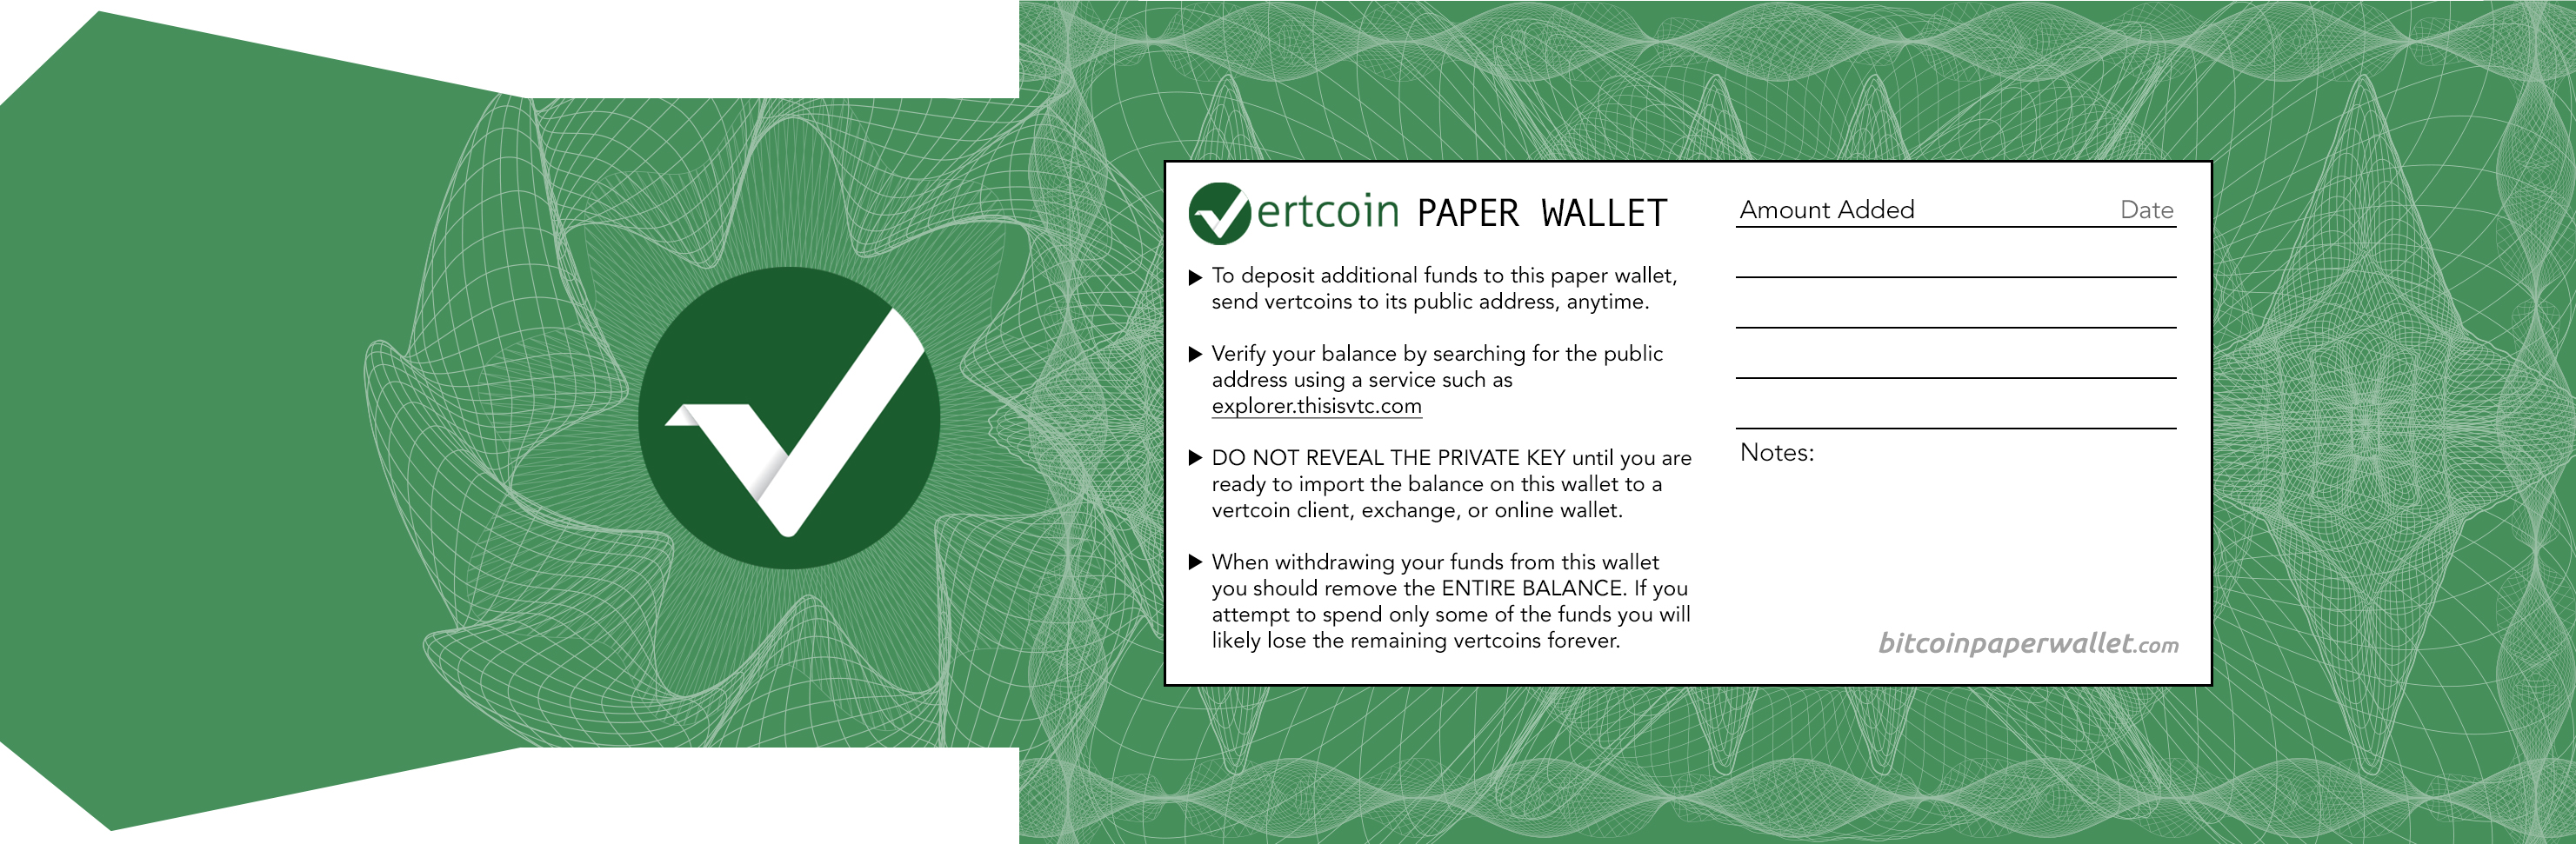 Vertcoin PAPER WALLET
To deposit additional funds to this paper wallet,
send vertcoins to its public address, anytime.
Verify your balance by searching for the public
address using a service such as
explorer.thisisvtc.com
DO NOT REVEAL THE PRIVATE KEY until you are
ready to import the balance on this wallet to a
vertcoin client, exchange, or online wallet.
When withdrawing your funds from this wallet
you should remove the ENTIRE BALANCE. If you
attempt to spend only some of the funds you will
likely lose the remaining vertcoins forever.
Amount Added Date
Notes:
bitcoinpaperwallet.com